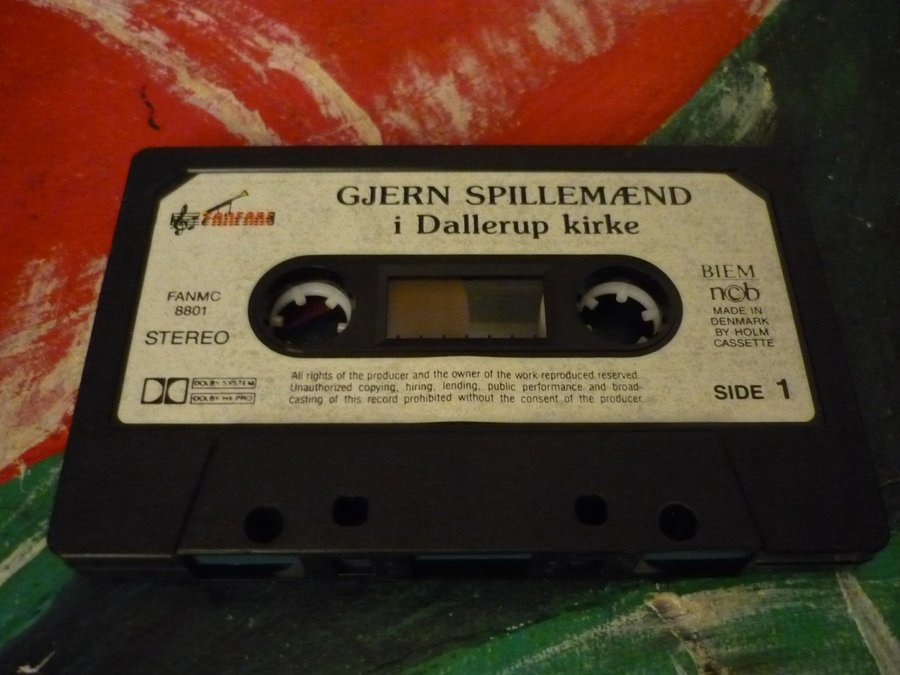 FANFARE
GJERN SPILLEMÆND
i Dallerup kirke
FANMC
8801
STEREO
BIEM
n©b
MADE IN
DENMARK
BY HOLM
CASSETTE
DOLBY SYSTEM
DOLBY HX PRO
All rights of the producer and the owner of the work reproduced reserved.
Unauthorized copying, hiring, lending, public performance and broad-
casting of this record prohibited without the consent of the producer.
SIDE 1